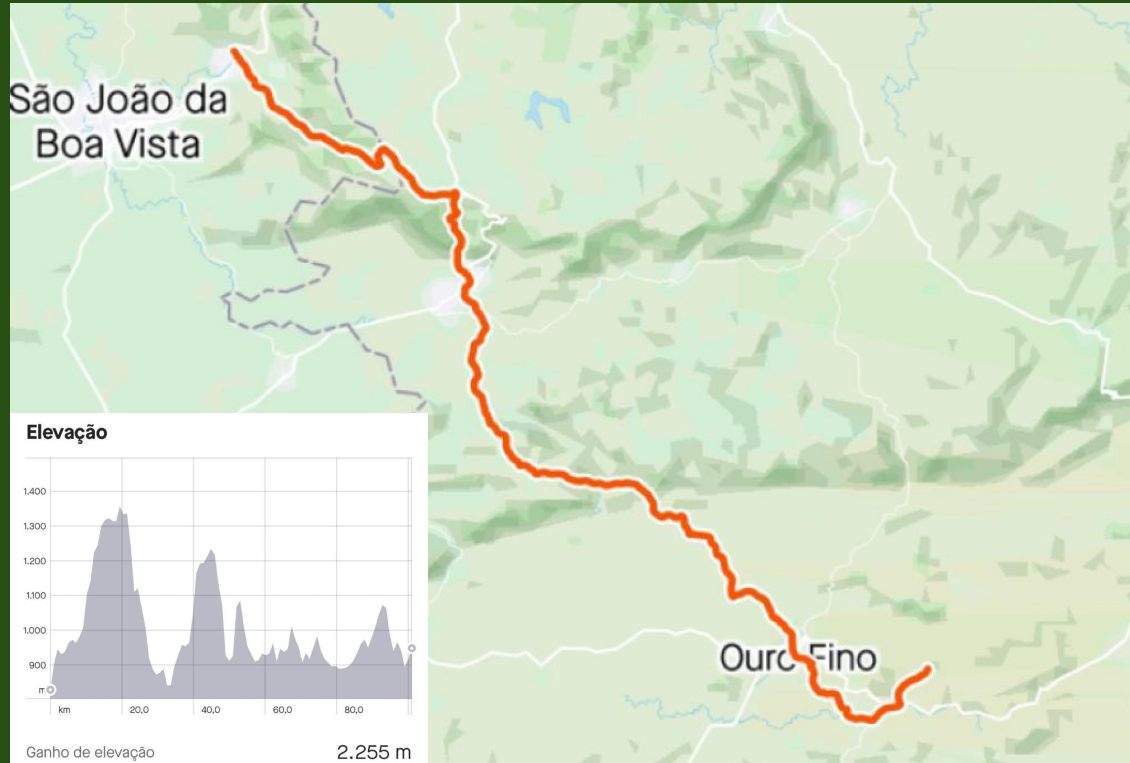 São João da
Boa Vista
Elevação
1.400
1.300
1.200
1.100
1.000
900
m
km 20,0 40,0 60,0 80,0
Ouro Fino
Ganho de elevação 2.255 m